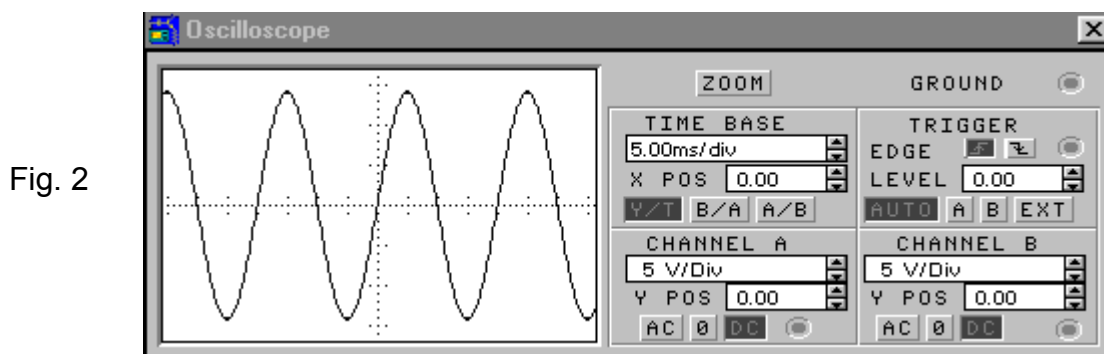 Oscilloscope
Fig. 2
ZOOM GROUND
TIME BASE
5.00ms/div
X POS 0.00
Y/T B/A A/B
TRIGGER
EDGE
LEVEL 0.00
AUTO A B EXT
CHANNEL A
5 V/Div
Y POS 0.00
AC 0 DC
CHANNEL B
5 V/Div
Y POS 0.00
AC 0 DC